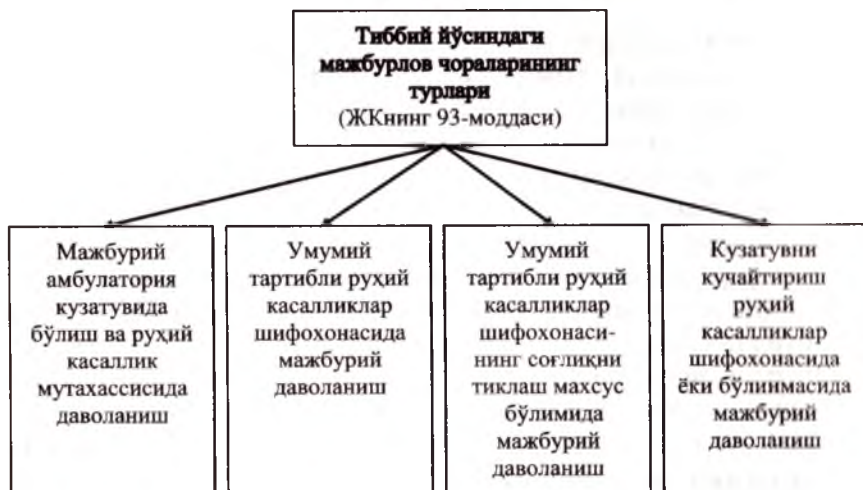 Тиббий йўсиндаги
мажбурлов чораларининг
турлари
(ЖКнинг 93-моддаси)
Мажбурий
амбулатория
кузатувида
бўлиш ва руҳий
касаллик
мутахассисида
даволаниш
Умумий
тартибли руҳий
касалликлар
шифохонасида
мажбурий
даволаниш
Умумий
тартибли руҳий
касалликлар
шифохонаси-
нинг соғлиқни
тиклаш махсус
бўлимида
мажбурий
даволаниш
Кузатувни
кучайтириш
руҳий
касалликлар
шифохонасида
ёки бўлинмасида
мажбурий
даволаниш